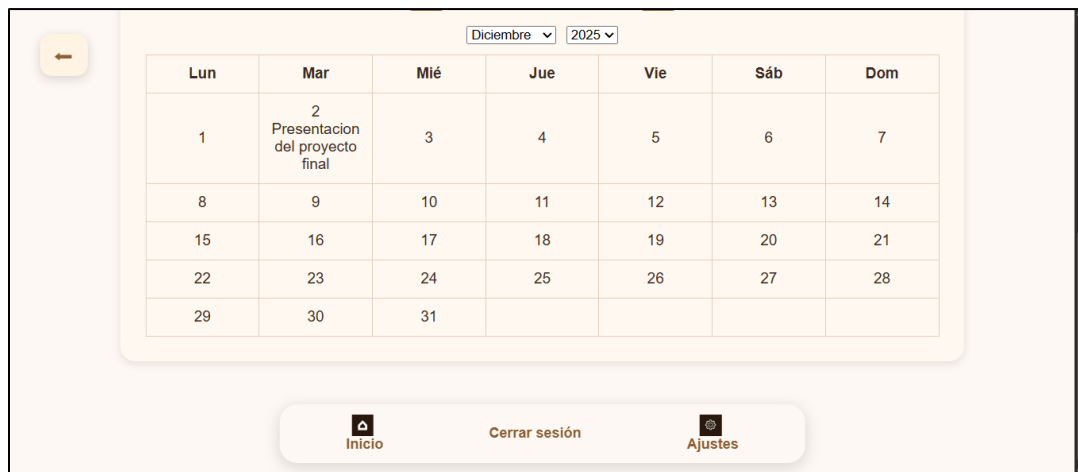 Diciembre 2025
Lun Mar Mié Jue Vie Sáb Dom
1 2 3 4 5 6 7
Presentacion
del proyecto
final
8 9 10 11 12 13 14
15 16 17 18 19 20 21
22 23 24 25 26 27 28
29 30 31
Inicio Cerrar sesión Ajustes